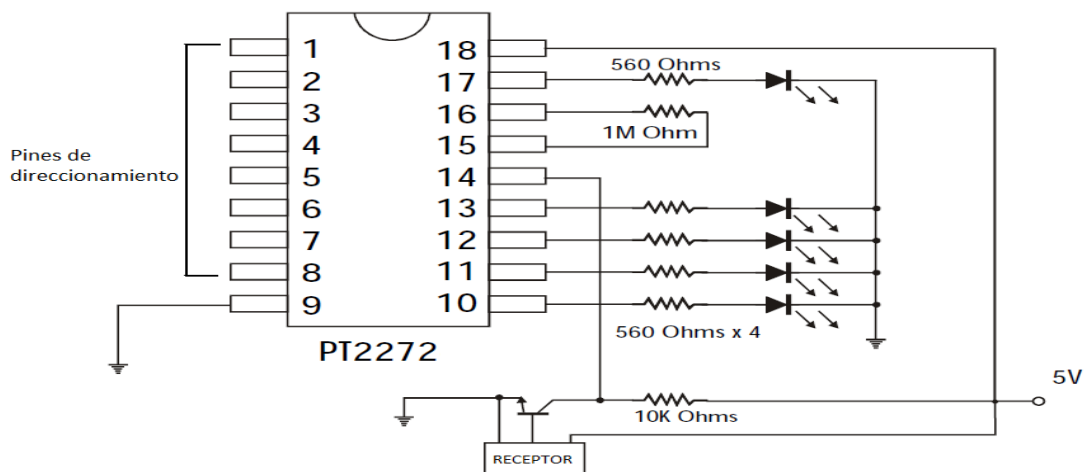 1
2
3
4
5
6
7
8
9
18
17
16
15
14
13
12
11
10
Pines de
direccionamiento
560 Ohms
1M Ohm
560 Ohms x 4
PT2272
5V
10K Ohms
RECEPTOR